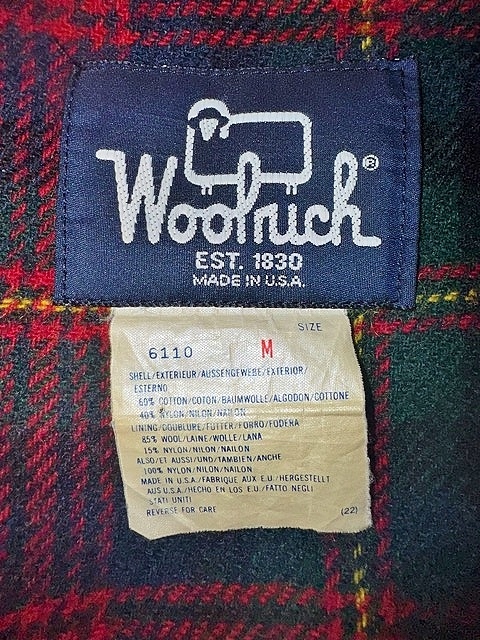 Woolrich®
EST. 1830
MADE IN U.S.A.
SIZE
6110 M
SHELL/EXTERIEUR/AUSSENGEWEBE/EXTERIOR/
ESTERNO
60% COTTON/COTON/BAUMWOLLE/ALGODON/COTTONE
40% NYLON/NILON/NAILON
LINING/DOUBLURE/FUTTER/FORRO/FODERA
85% WOOL/LAINE/WOLLE/LANA
15% NYLON/NILON/NAILON
ALSO/ET AUSSI/UND/TAMBIEN/ANCHE
100% NYLON/NILON/NAILON
MADE IN U.S.A./FABRIQUE AUX E.U./HERGESTELLT
AUS U.S.A./HECHO EN LOS E.U./FATTO NEGLI
STATI UNITI
REVERSE FOR CARE (22)